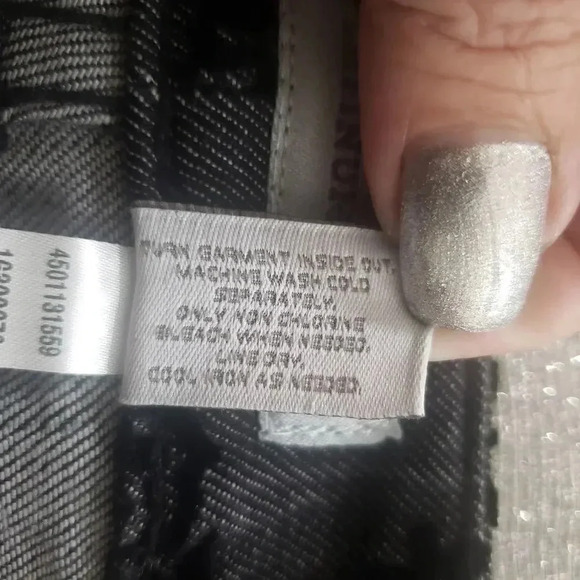 TURN GARMENT INSIDE OUT.
MACHINE WASH COLD
SEPARATELY.
ONLY NON CHLORINE
BLEACH WHEN NEEDED.
LINE DRY.
COOL IRON AS NEEDED.
4501131559